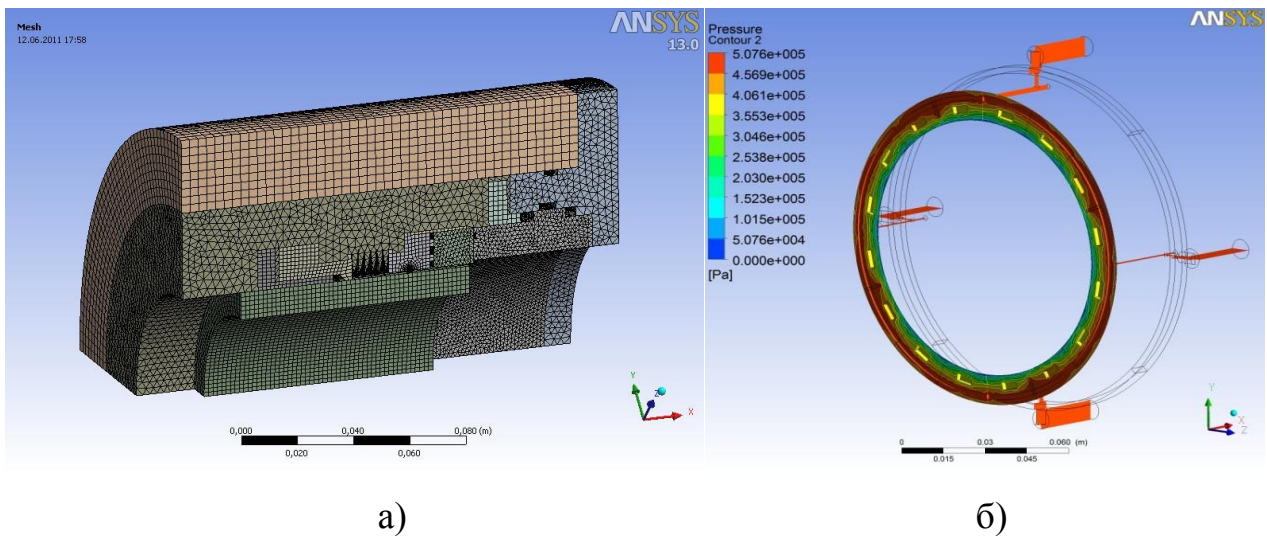 Mesh
12.06.2011 17:58
ANSYS
13.0
0,000
0,040
0,080 (m)
0,020
0,060
Y
Z
X
а)
ANSYS
Pressure
Contour 2
5.076e+005
4.569e+005
4.061e+005
3.553e+005
3.046e+005
2.538e+005
2.030e+005
1.523e+005
1.015e+005
5.076e+004
0.000e+000
[Pa]
0
0.03
0.060 (m)
0.015
0.045
Y
X
Z
б)